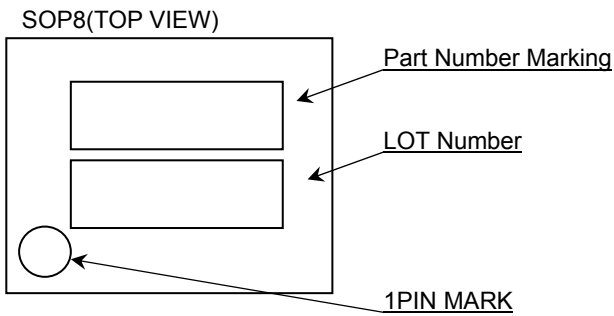 SOP8(TOP VIEW)
Part Number Marking
LOT Number
1PIN MARK